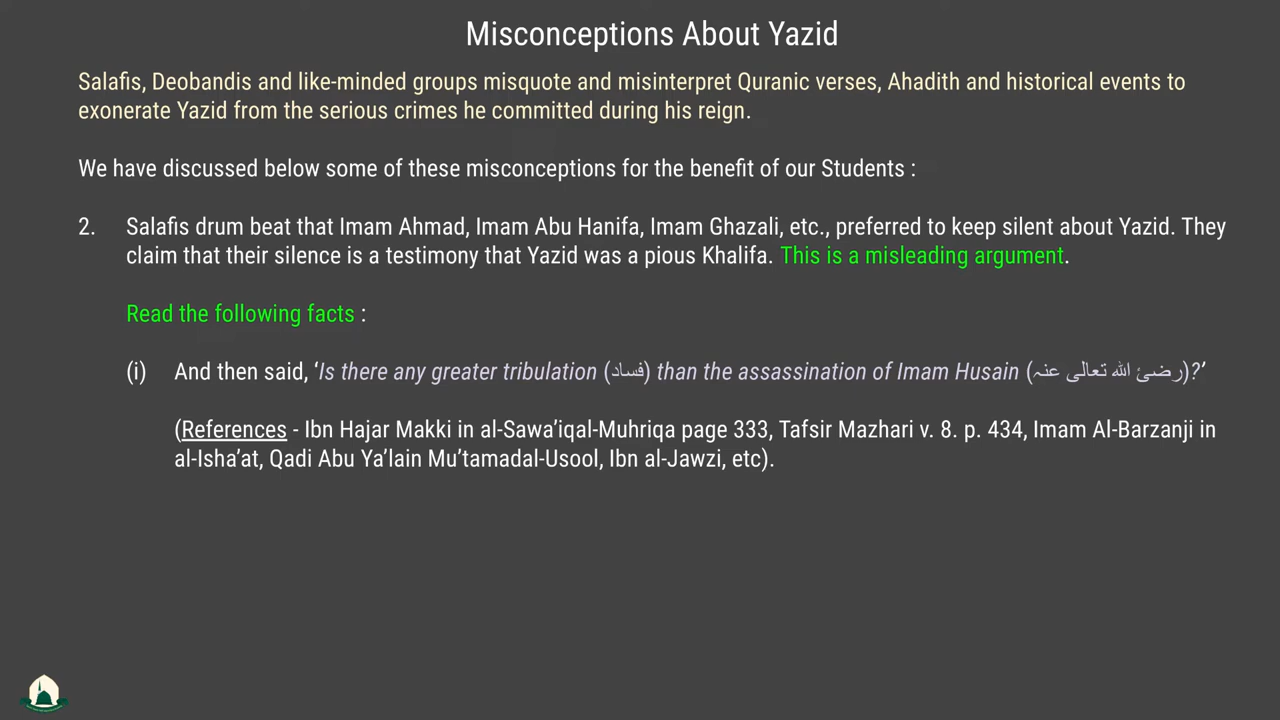 Misconceptions About Yazid
Salafis, Deobandis and like-minded groups misquote and misinterpret Quranic verses, Ahadith and historical events to
exonerate Yazid from the serious crimes he committed during his reign.
We have discussed below some of these misconceptions for the benefit of our Students :
2. Salafis drum beat that Imam Ahmad, Imam Abu Hanifa, Imam Ghazali, etc., preferred to keep silent about Yazid. They
claim that their silence is a testimony that Yazid was a pious Khalifa. This is a misleading argument.
Read the following facts :
(i) And then said, ‘Is there any greater tribulation (فساد) than the assassination of Imam Husain (رضئ الله تعالی عنہ)?’
(References - Ibn Hajar Makki in al-Sawa’iqal-Muhriqa page 333, Tafsir Mazhari v. 8. p. 434, Imam Al-Barzanji in
al-Isha’at, Qadi Abu Ya’lain Mu’tamadal-Usool, Ibn al-Jawzi, etc).